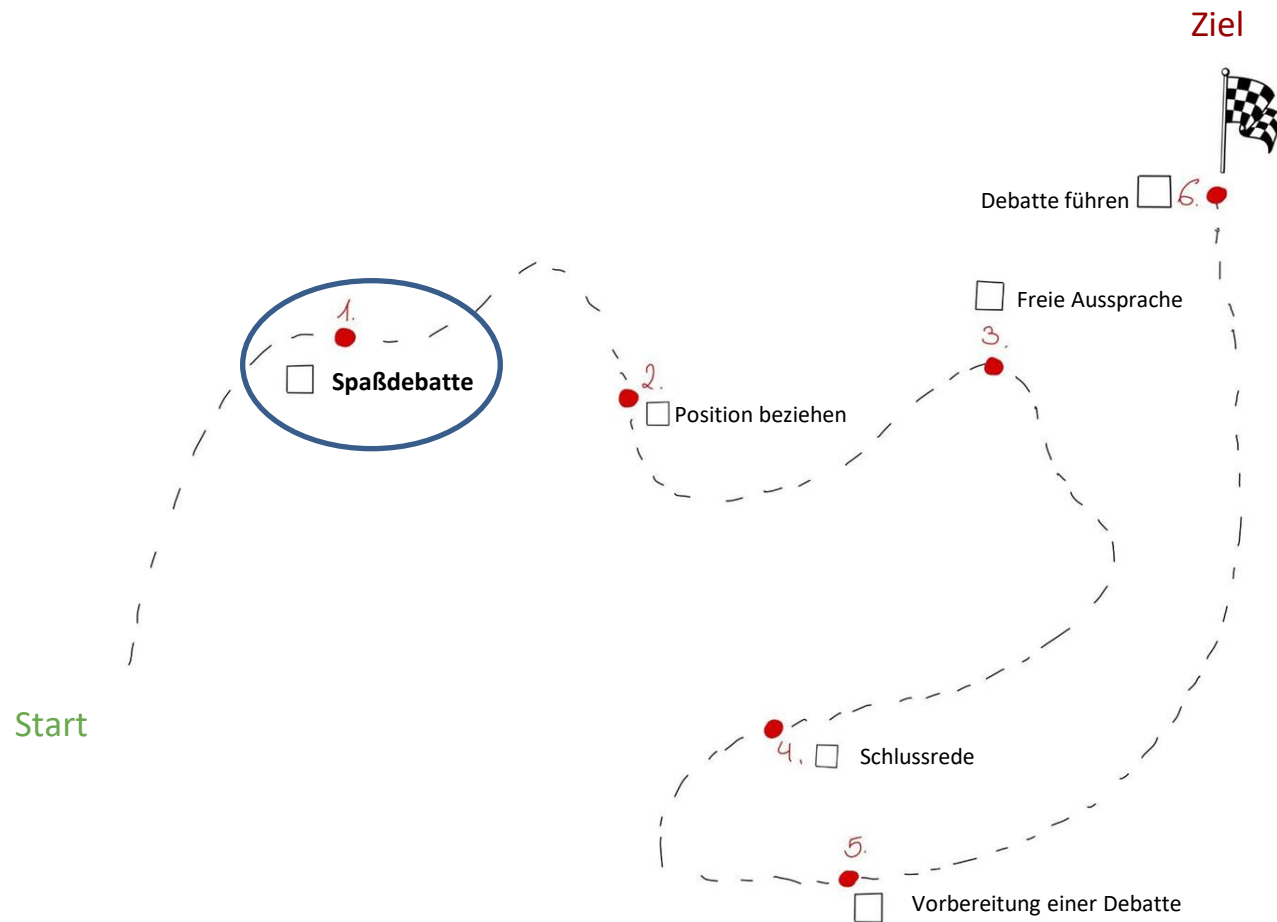 Ziel
Debatte führen 6.
Freie Aussprache
3.
1.
Spaßdebatte
2.
Position beziehen
Start
4.
Schlussrede
5.
Vorbereitung einer Debatte